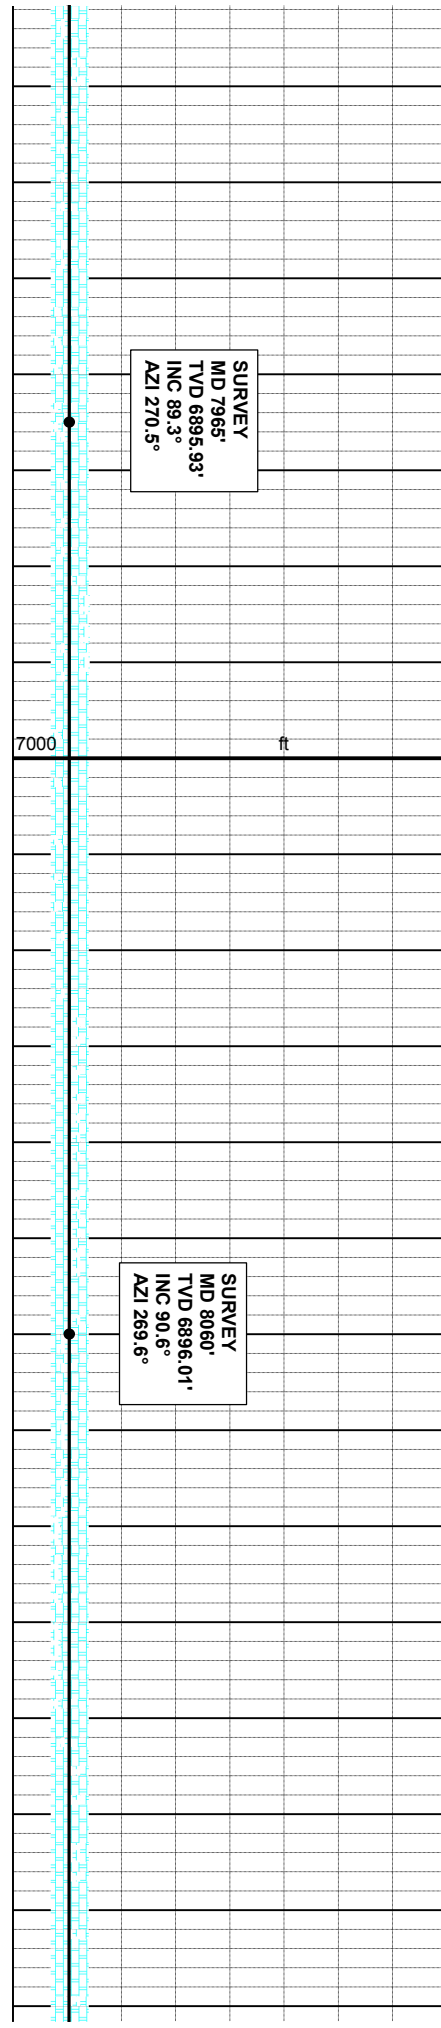 SURVEY
MD 7965'
TVD 6895.93'
INC 89.3°
AZI 270.5°
7000 ft
SURVEY
MD 8060'
TVD 6896.01'
INC 90.6°
AZI 269.6°